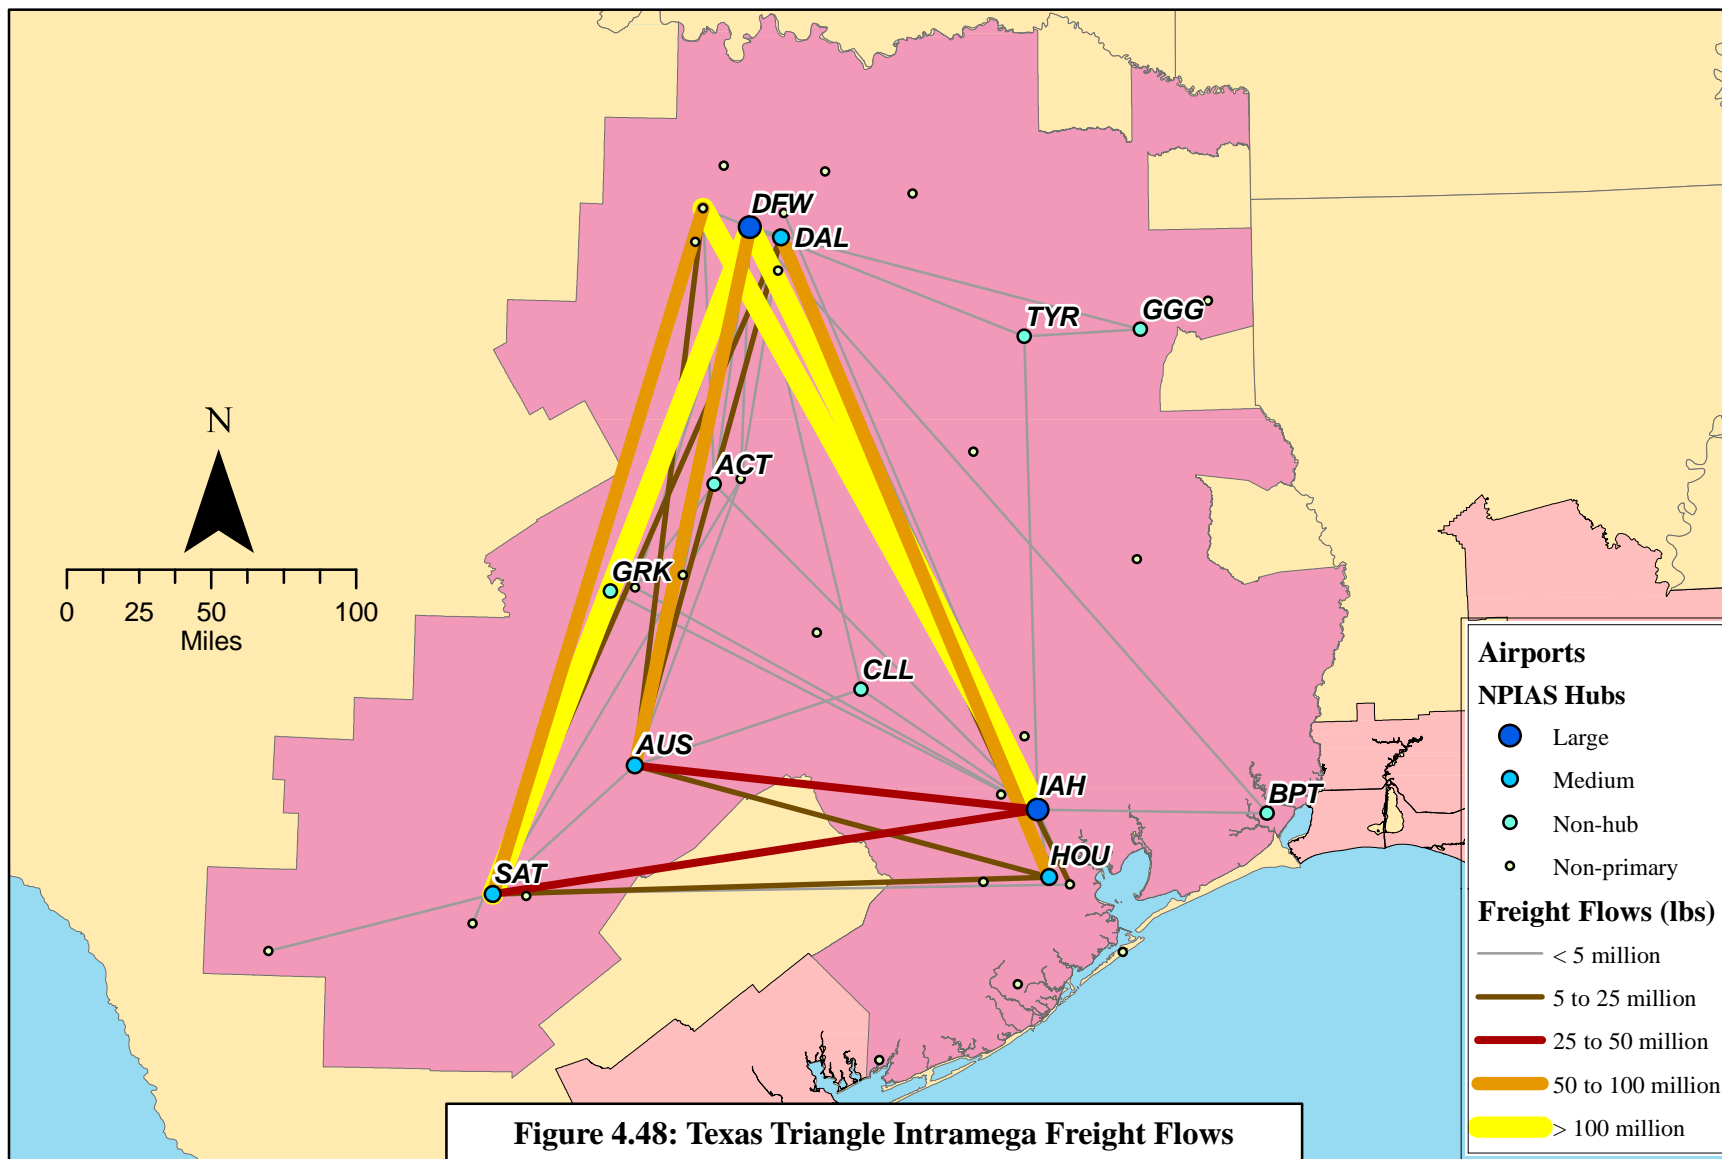 DFW
DAL
TYR
GGG
N
ACT
GRK
0 25 50 100
Miles
CLL
AUS
IAH
BPT
HOU
SAT
Airports
NPIAS Hubs
Large
Medium
Non-hub
Non-primary
Freight Flows (lbs)
< 5 million
5 to 25 million
25 to 50 million
50 to 100 million
> 100 million
Figure 4.48: Texas Triangle Intramega Freight Flows